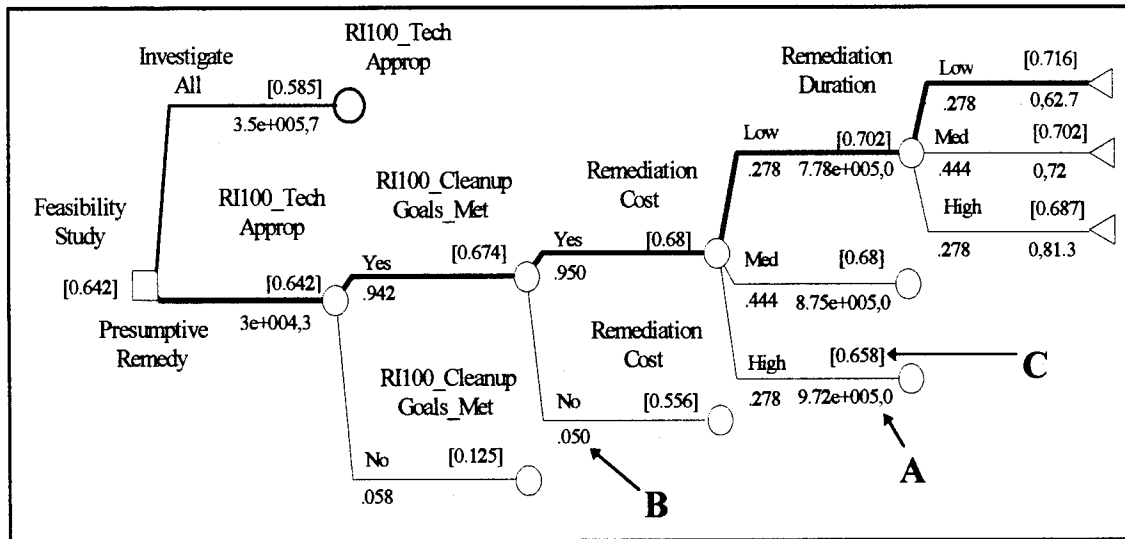 RI100_Tech
Approp
Investigate
All
[0.585]
3.5e+005,7
Remediation
Duration
Low
[0.716]
.278
0,62.7
Med
[0.702]
.444
0,72
High
[0.687]
.278
0,81.3
Low
[0.702]
.278
7.78e+005,0
Remediation
Cost
RI100_Cleanup
Goals_Met
RI100_Tech
Approp
Feasibility
Study
[0.642]
Yes
[0.674]
.942
Yes
[0.68]
.950
Med
[0.68]
.444
8.75e+005,0
[0.642]
3e+004,3
Presumptive
Remedy
Remediation
Cost
High
[0.658]
C
.278
9.72e+005,0
A
RI100_Cleanup
Goals_Met
No
[0.556]
.050
B
No
[0.125]
.058